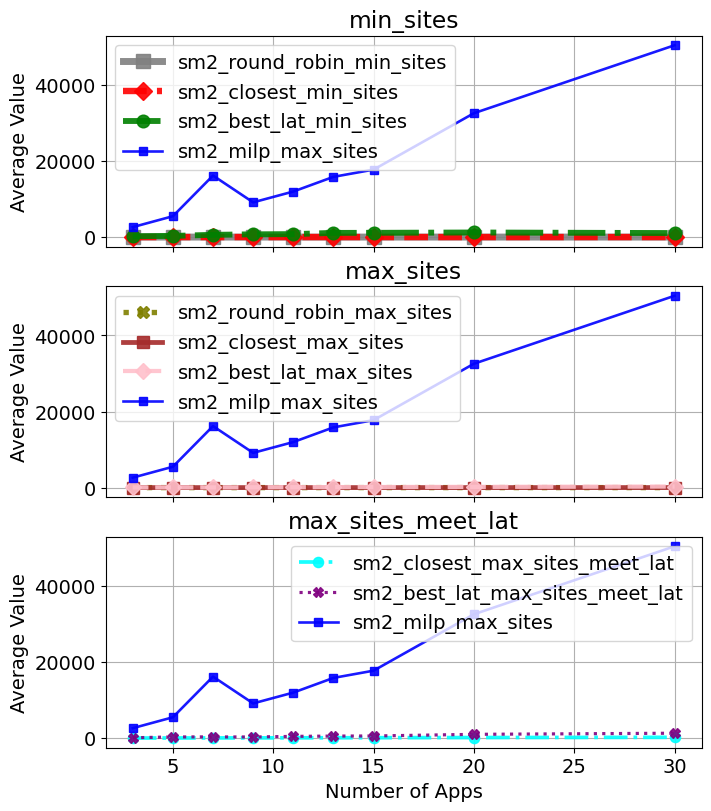 min_sites
Average Value
40000
20000
0
sm2_round_robin_min_sites
sm2_closest_min_sites
sm2_best_lat_min_sites
sm2_milp_max_sites
max_sites
Average Value
40000
20000
0
sm2_round_robin_max_sites
sm2_closest_max_sites
sm2_best_lat_max_sites
sm2_milp_max_sites
max_sites_meet_lat
Average Value
40000
20000
0
sm2_closest_max_sites_meet_lat
sm2_best_lat_max_sites_meet_lat
sm2_milp_max_sites
5 10 15 20 25 30
Number of Apps